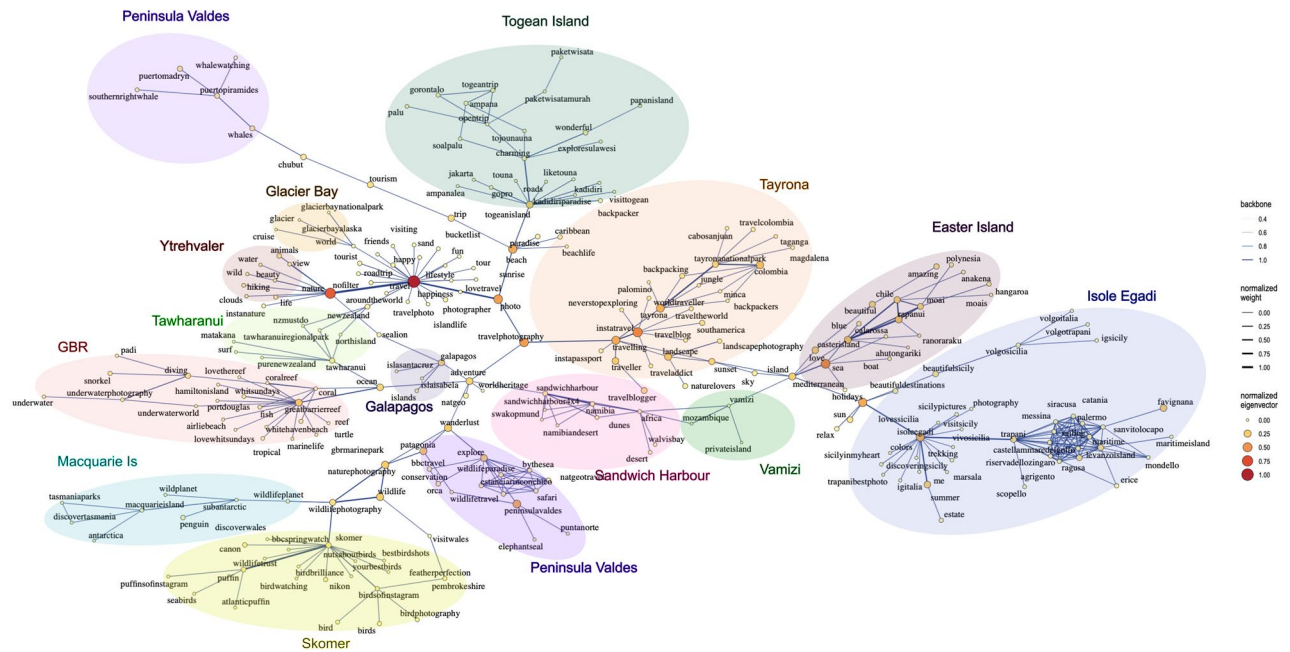 Peninsula Valdes
whalewatching
puertomadryn
puertopiramides
southernrightwhale
whales
chubut
tourism
trip
bucketlist
Togean Island
paketwisata
togeantrip
gorontalo
ampana
paketwisatamurah
papanisland
palu
opentrip
wonderful
tojounauna
soalpalu
charming
exploresulawesi
jakarta
touna
liketouna
ampanalea
gopro
roads
kadidiri
kadidiriparadise
visittogean
togeanisland
backpacker
paradise
caribbean
beachlife
beach
sunrise
Glacier Bay
glacierbaynationalpark
glacier
glacierbayalaska
cruise
world
Ytrehvaler
animals
water
view
wild
beauty
hiking
nature
nofilter
clouds
life
instanature
visiting
friends
sand
tourist
happy
fun
roadtrip
lifestyle
tour
travel
lovetravel
aroundtheworld
happiness
travelphoto
photographer
photo
islandlife
travelphotography
Tawharanui
newzealand
nzmustdo
matakana
tawharanuiregionalpark
northisland
surf
purenewzealand
tawharanui
sealion
GBR
padi
diving
lovethereef
snorkel
coralreef
ocean
hamiltonisland
whitsundays
coral
underwater
underwaterphotography
portdouglas
greatbarrierreef
underwaterworld
fish
reef
airliebeach
whitehavenbeach
turtle
lovewhitsundays
marinelife
tropical
gbrmarinepark
Galapagos
galapagos
islasantacruz
adventure
islaisabela
islands
worldheritage
natgeo
wanderlust
Tayrona
travelcolombia
cabosanjuan
taganga
tayronanationalpark
magdalena
backpacking
colombia
jungle
palomino
minca
worldtraveller
backpackers
neverstopexploring
tayrona
traveltheworld
instatravel
southamerica
travelblog
travelling
landscapephotography
landscape
instapassport
sunset
traveller
traveladdict
sky
naturelovers
travelblogger
Easter Island
polynesia
amazing
anakena
chile
hangaroa
moai
moais
beautiful
rapanui
blue
calarossa
ranoraraku
easterisland
ahutongariki
love
sea
boat
island
mediterranean
Isole Egadi
volgoitalia
volgotrapani
igsicily
volgosicilia
beautifulsicily
beautifuldestinations
holidays
sun
relax
sicilypictures
photography
catania
siracusa
favignana
lovessicilia
visitsicily
messina
palermo
sanvitolocapo
isoleegadi
vivosicilia
trapani
maritime
maritimeisland
colors
sicilyinmyheart
trekking
levanzoisland
mondello
discoveringsicily
riservadellozingaro
ragusa
trapanibestphoto
me
marsala
agrigento
igitalia
erice
summer
scopello
estate
Sandwich Harbour
sandwichharbour
sandwichharbour4x4
swakopmund
namibia
africa
namibiandesert
dunes
walvisbay
desert
Vamizi
vamizi
mozambique
privateisland
Macquarie Is
wildplanet
tasmaniaparks
wildlifeplanet
macquarieisland
subantarctic
discovertasmania
penguin
discoverwales
antarctica
patagonia
explore
bbctravel
naturephotography
wildlifeparadise
bythesea
natgeotravel
conservation
orca
wildlife
wildlifetravel
safari
wildlifephotography
peninsulavaldes
puntanorte
elephantseal
Peninsula Valdes
visitwales
Skomer
bbcspringwatch
skomer
canon
nutsaboutbirds
bestbirdshots
wildlifetrust
yourbestbirds
birdbrilliance
puffin
featherperfection
puffinsofinstagram
birdwatching
nikon
pembrokeshire
seabirds
birdsofinstagram
atlanticpuffin
birdphotography
bird
birds
backbone
0.4
0.6
0.8
1.0
normalized
weight
0.00
0.25
0.50
0.75
1.00
normalized
eigenvector
0.00
0.25
0.50
0.75
1.00